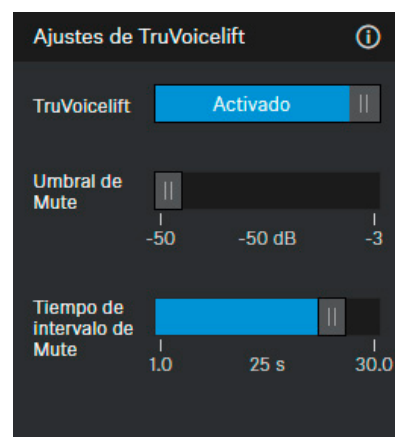 Ajustes de TruVoicelift
TruVoicelift
Activado
Umbral de
Mute
-50
-50 dB
-3
Tiempo de
intervalo de
Mute
1.0
25 s
30.0